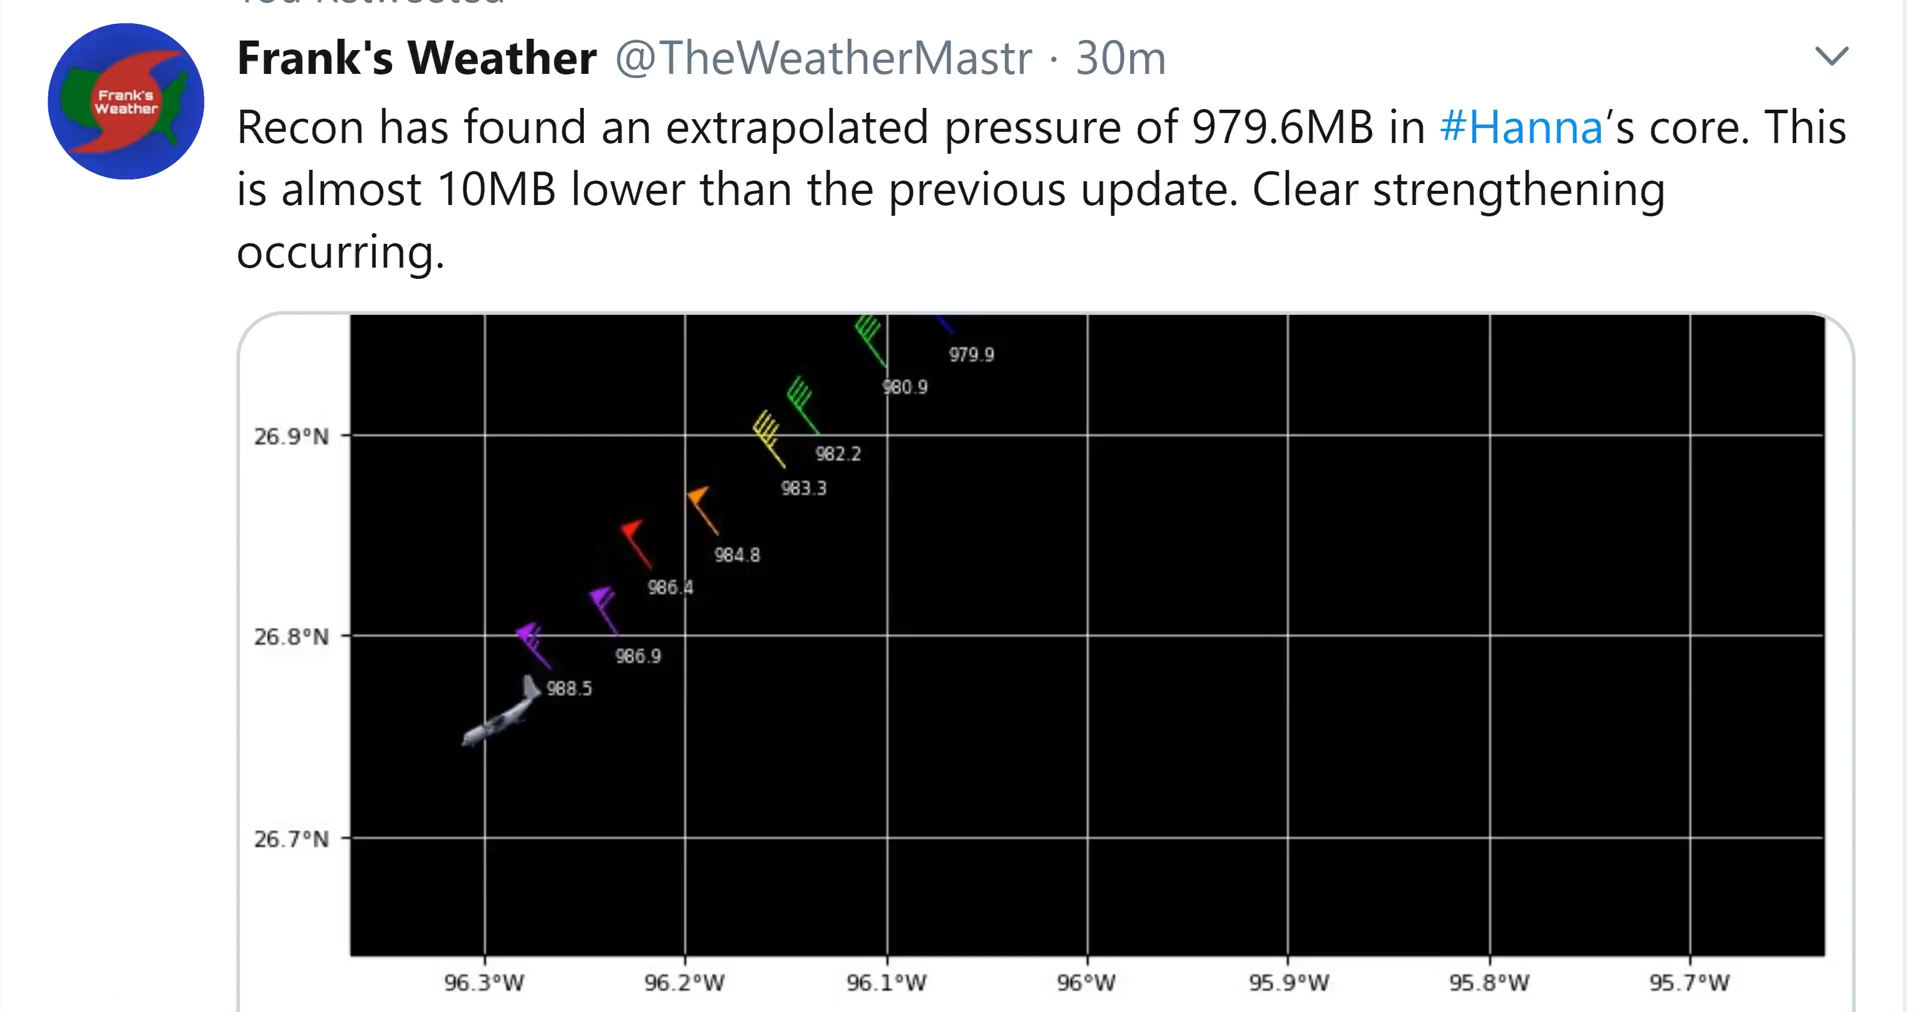 You Retweeted
Frank's Weather @TheWeatherMastr · 30m
Frank's
Weather
Recon has found an extrapolated pressure of 979.6MB in #Hanna’s core. This
is almost 10MB lower than the previous update. Clear strengthening
occurring.
979.9
980.9
26.9°N
982.2
983.3
984.8
986.4
26.8°N
986.9
988.5
26.7°N
96.3°W 96.2°W 96.1°W 96°W 95.9°W 95.8°W 95.7°W